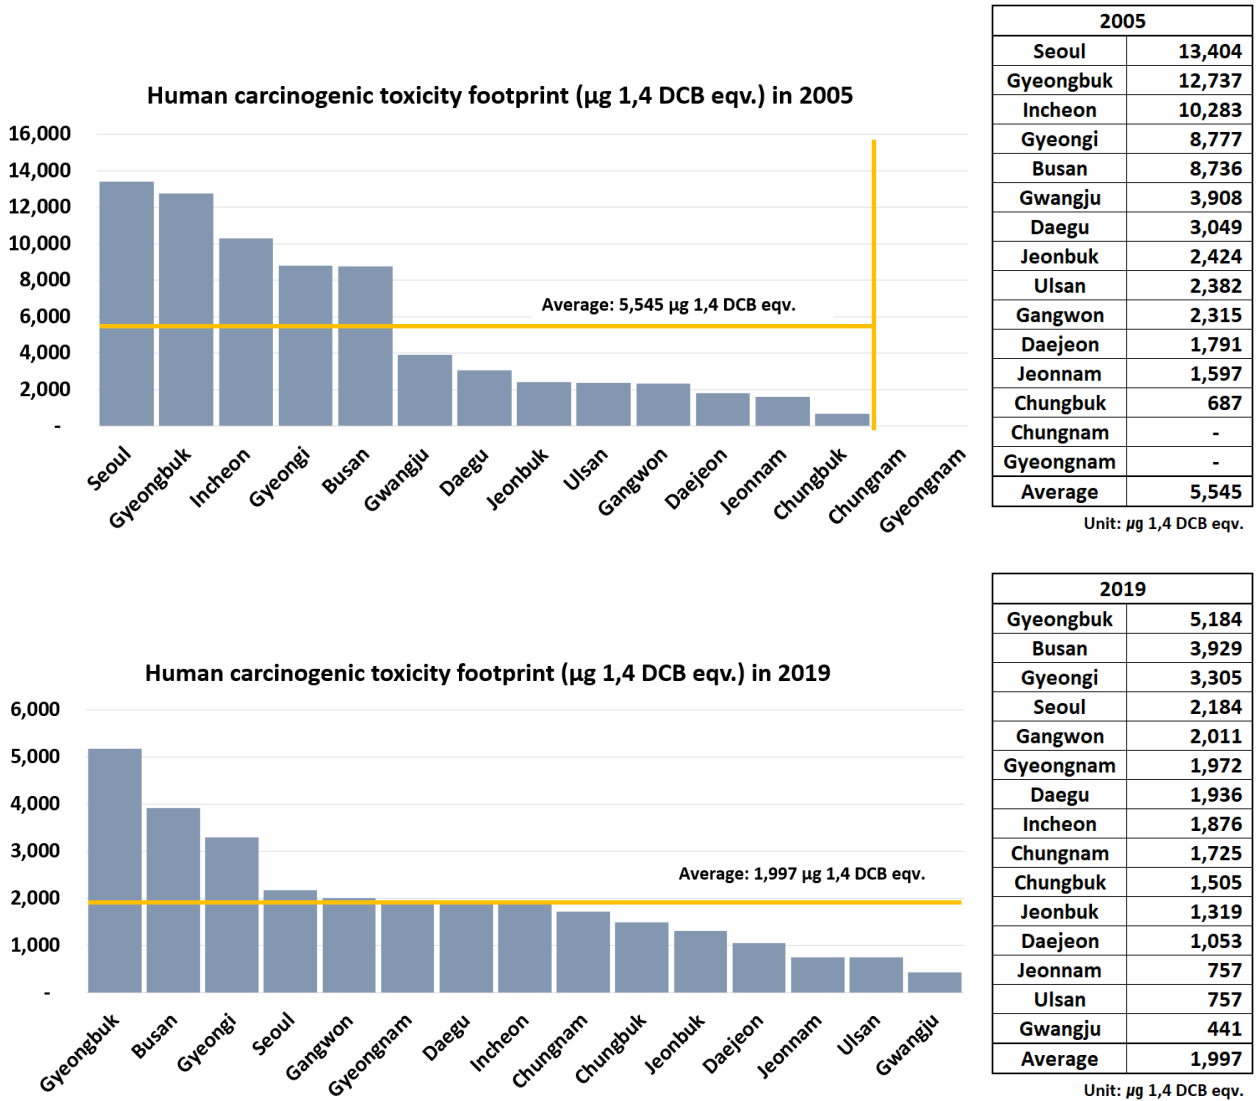 Human carcinogenic toxicity footprint (μg 1,4 DCB eqv.) in 2005
16,000
14,000
12,000
10,000
8,000
6,000
4,000
2,000
-
Average: 5,545 μg 1,4 DCB eqv.
Seoul
Gyeongbuk
Incheon
Gyeongi
Busan
Gwangju
Daegu
Jeonbuk
Ulsan
Gangwon
Daejeon
Jeonnam
Chungbuk
Chungnam
Gyeongnam
2005
Seoul 13,404
Gyeongbuk 12,737
Incheon 10,283
Gyeongi 8,777
Busan 8,736
Gwangju 3,908
Daegu 3,049
Jeonbuk 2,424
Ulsan 2,382
Gangwon 2,315
Daejeon 1,791
Jeonnam 1,597
Chungbuk 687
Chungnam -
Gyeongnam -
Average 5,545
Unit: μg 1,4 DCB eqv.
Human carcinogenic toxicity footprint (μg 1,4 DCB eqv.) in 2019
6,000
5,000
4,000
3,000
2,000
1,000
-
Average: 1,997 μg 1,4 DCB eqv.
Gyeongbuk
Busan
Gyeongi
Seoul
Gangwon
Gyeongnam
Daegu
Incheon
Chungnam
Chungbuk
Jeonbuk
Daejeon
Jeonnam
Ulsan
Gwangju
2019
Gyeongbuk 5,184
Busan 3,929
Gyeongi 3,305
Seoul 2,184
Gangwon 2,011
Gyeongnam 1,972
Daegu 1,936
Incheon 1,876
Chungnam 1,725
Chungbuk 1,505
Jeonbuk 1,319
Daejeon 1,053
Jeonnam 757
Ulsan 757
Gwangju 441
Average 1,997
Unit: μg 1,4 DCB eqv.